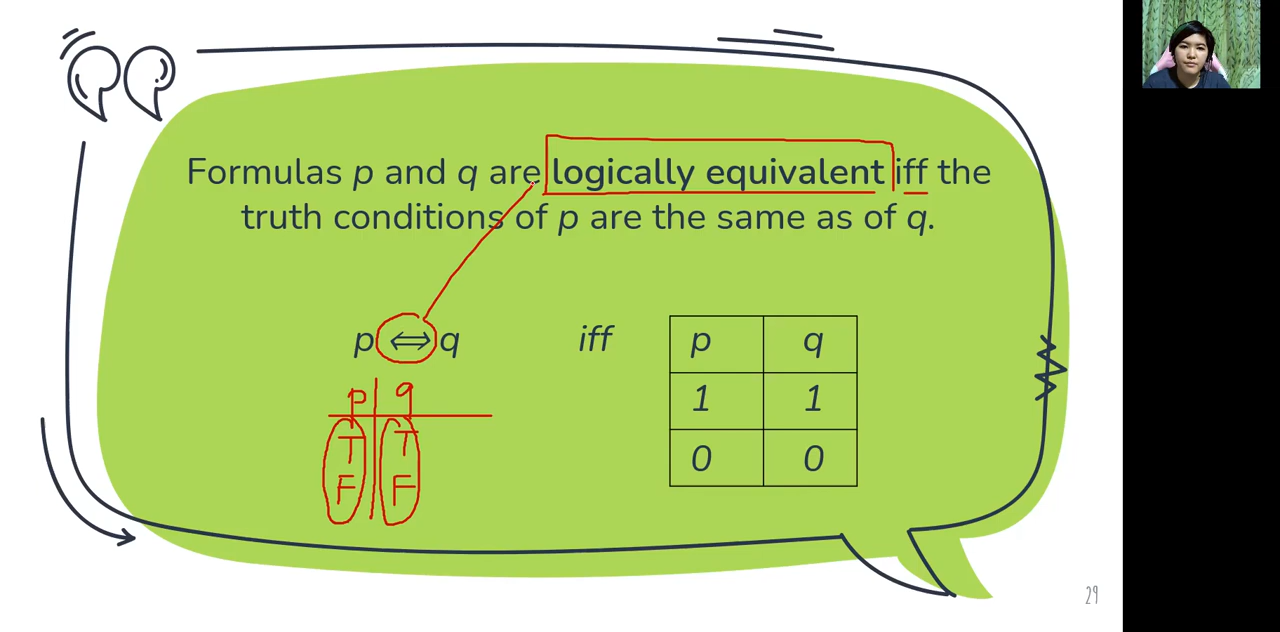 Formulas p and q are logically equivalent iff the
truth conditions of p are the same as of q.
p ⇔ q iff
p q
1 1
0 0
p q
T T
F F
29